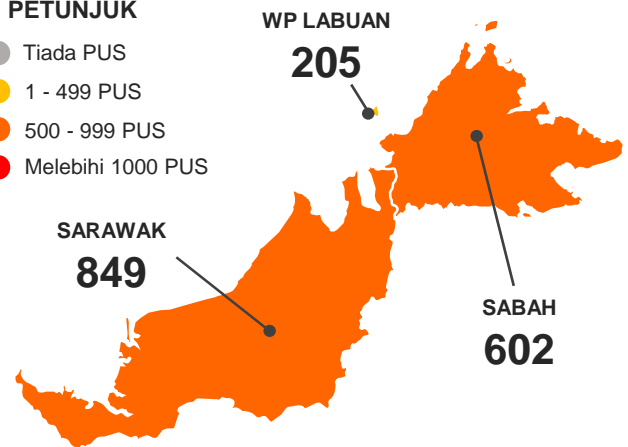 PETUNJUK
Tiada PUS
1 - 499 PUS
500 - 999 PUS
Melebihi 1000 PUS
WP LABUAN
205
SARAWAK
849
SABAH
602